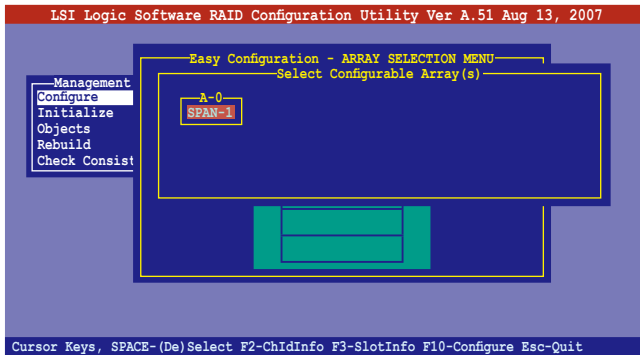 LSI Logic Software RAID Configuration Utility Ver A.51 Aug 13, 2007
Easy Configuration - ARRAY SELECTION MENU
Select Configurable Array(s)
Management
Configure
Initialize
Objects
Rebuild
Check Consist
A-0
SPAN-1
Cursor Keys, SPACE-(De)Select F2-ChIdInfo F3-SlotInfo F10-Configure Esc-Quit